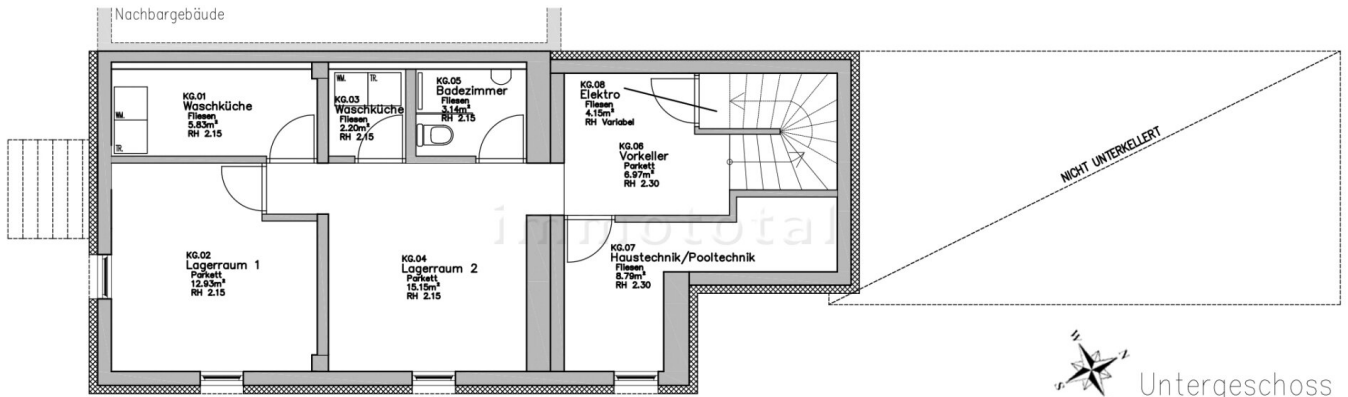 Nachbargebäude
KG.01
Waschküche
Fliesen
5.83m²
RH 2.15
WM.
TR.
WM.
TR.
KG.03
Waschküche
Fliesen
2.20m²
RH 2.15
KG.05
Badezimmer
Fliesen
3.14m²
RH 2.15
KG.08
Elektro
Fliesen
4.15m²
RH Variabel
KG.06
Vorkeller
Parkett
6.97m²
RH 2.30
NICHT UNTERKELLERT
immototal
KG.02
Lagerraum 1
Parkett
12.93m²
RH 2.15
KG.04
Lagerraum 2
Parkett
15.15m²
RH 2.15
KG.07
Haustechnik/Pooltechnik
Fliesen
8.79m²
RH 2.30
W
N
S
Untergeschoss